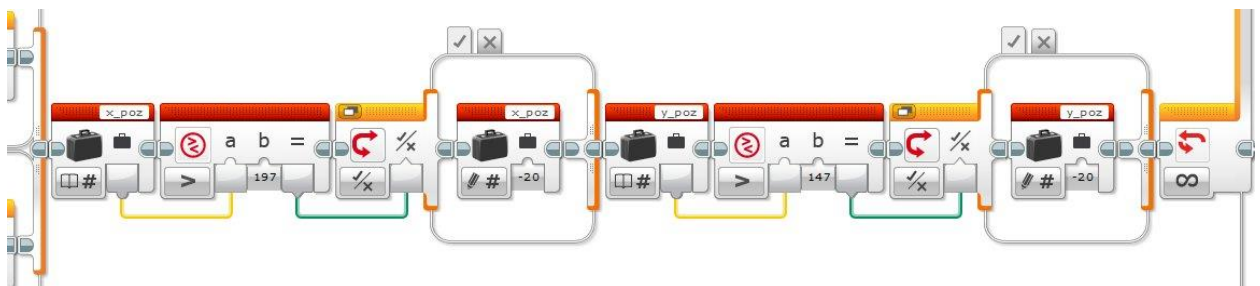 x_poz
x_poz
y_poz
y_poz
a b =
a b =
#
> 197
# -20
#
> 147
# -20
∞